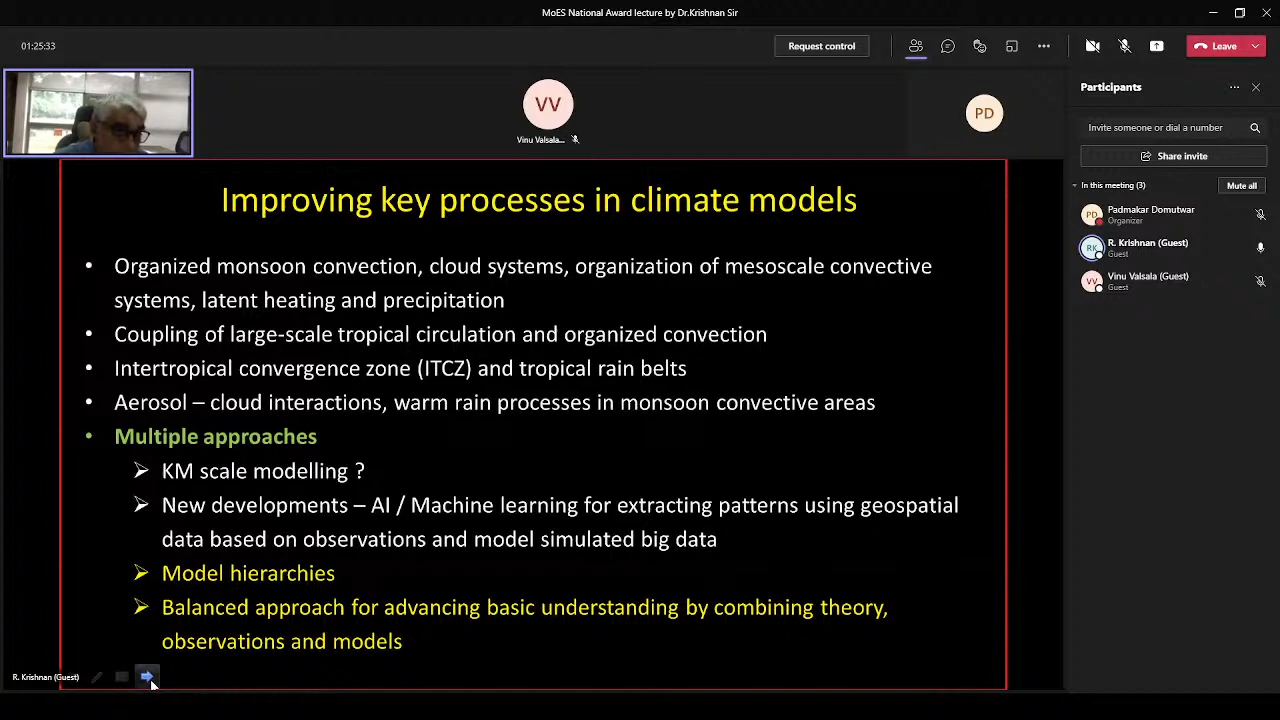 MoES National Award lecture by Dr.Krishnan Sir
01:25:33
Request control
Leave
VV
Vinu Valsala...
PD
Participants
Invite someone or dial a number
Share invite
In this meeting (3)
Mute all
PD
Padmakar Domutwar
Organizer
RK
R. Krishnan (Guest)
Guest
VV
Vinu Valsala (Guest)
Guest
Improving key processes in climate models
• Organized monsoon convection, cloud systems, organization of mesoscale convective
systems, latent heating and precipitation
• Coupling of large-scale tropical circulation and organized convection
• Intertropical convergence zone (ITCZ) and tropical rain belts
• Aerosol – cloud interactions, warm rain processes in monsoon convective areas
• Multiple approaches
➢ KM scale modelling ?
➢ New developments – AI / Machine learning for extracting patterns using geospatial
data based on observations and model simulated big data
➢ Model hierarchies
➢ Balanced approach for advancing basic understanding by combining theory,
observations and models
R. Krishnan (Guest)